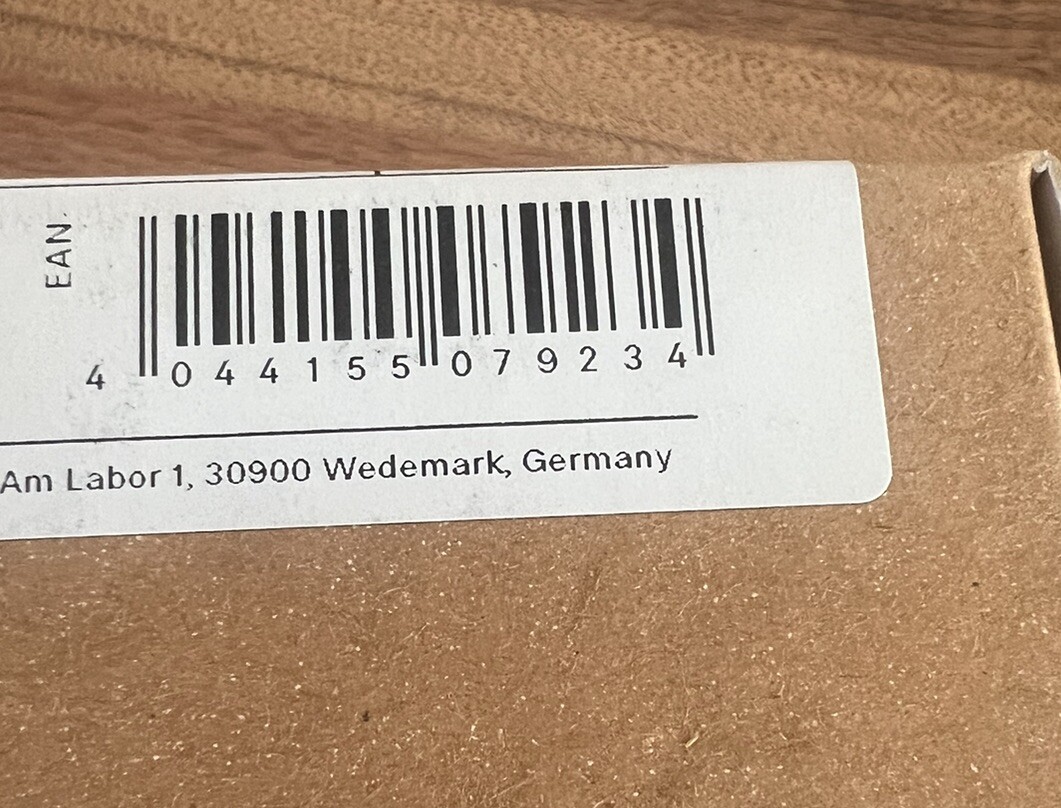 EAN.
4 044155 079234
Am Labor 1, 30900 Wedemark, Germany